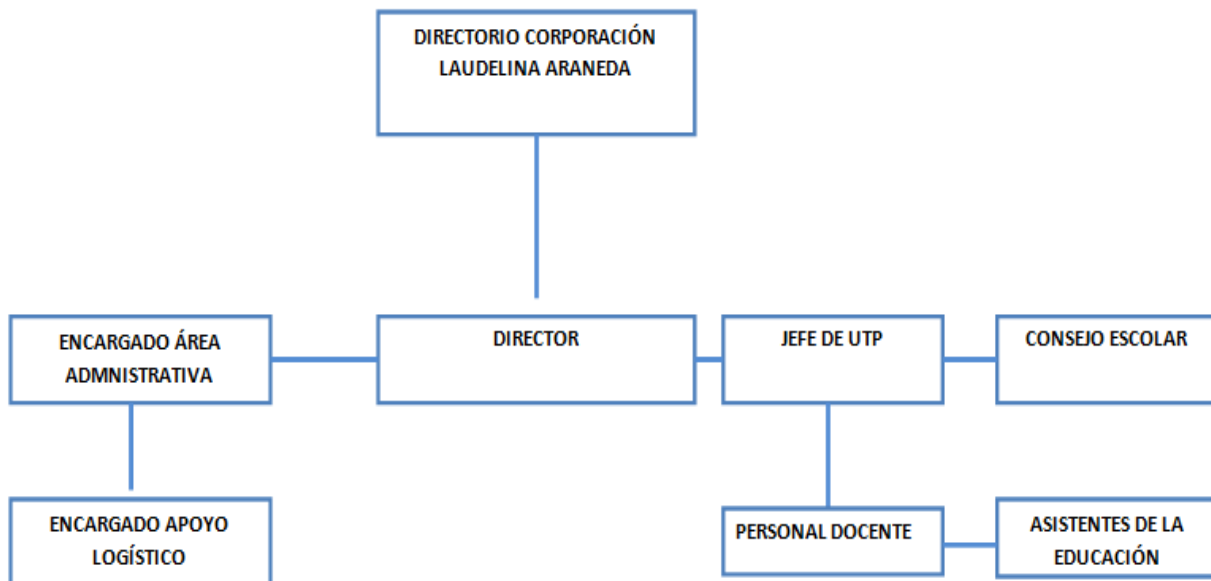 DIRECTORIO CORPORACIÓN
LAUDELINA ARANEDA
ENCARGADO ÁREA
ADMNISTRATIVA
DIRECTOR
JEFE DE UTP
CONSEJO ESCOLAR
ENCARGADO APOYO
LOGÍSTICO
PERSONAL DOCENTE
ASISTENTES DE LA
EDUCACIÓN